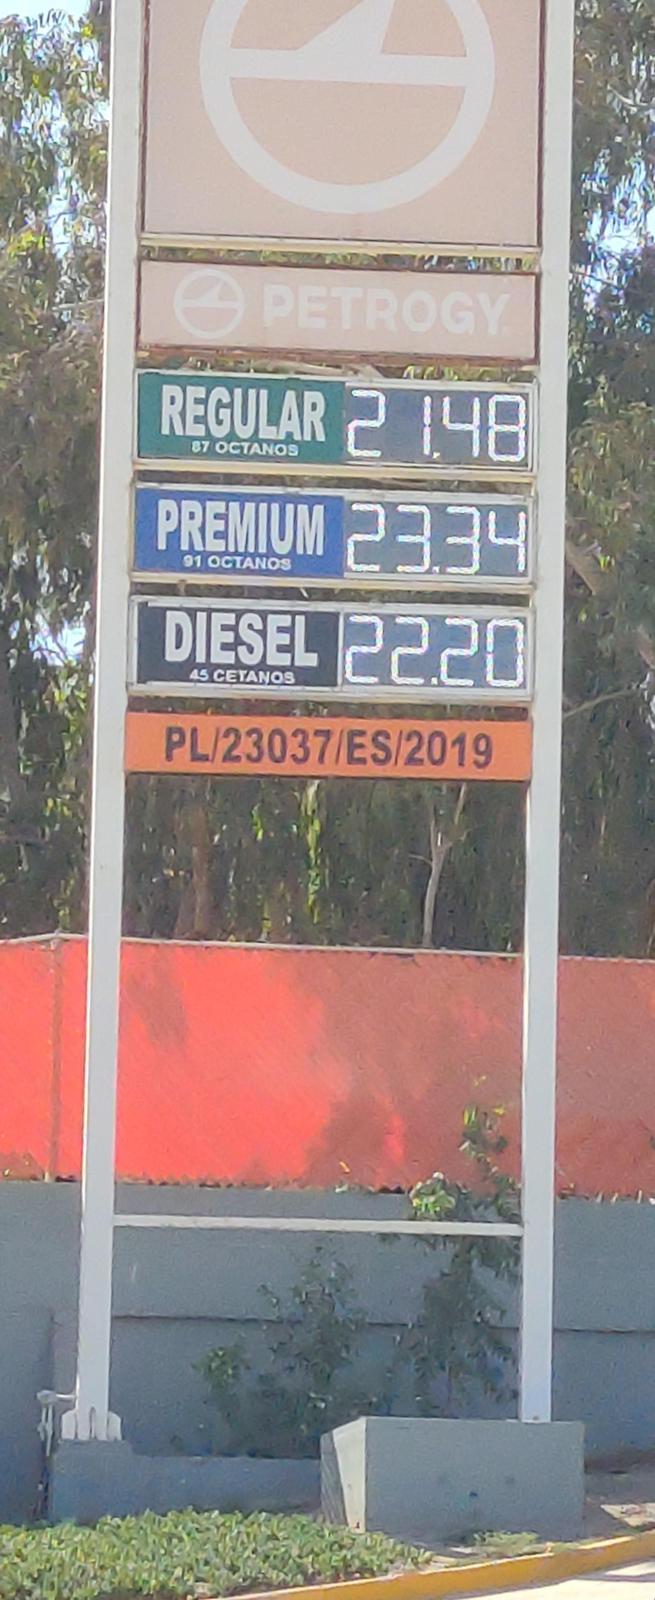 PETROGY
REGULAR 21.48
87 OCTANOS
PREMIUM 23.34
91 OCTANOS
DIESEL 22.20
45 CETANOS
PL/23037/ES/2019